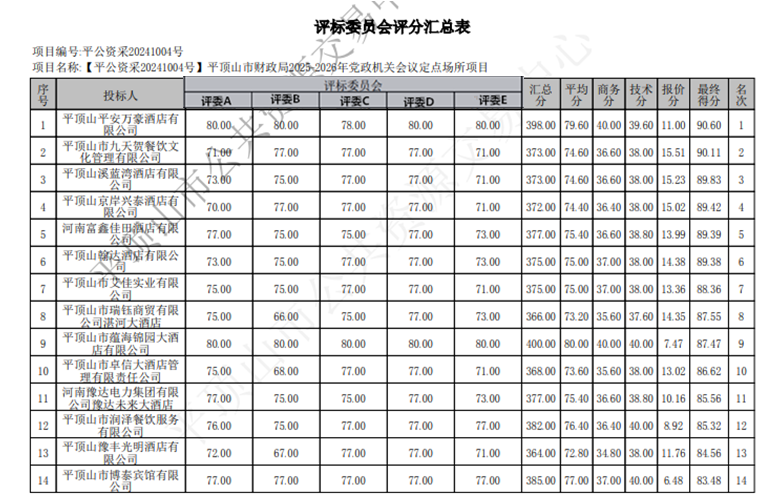 评标委员会评分汇总表
项目编号:平公资采20241004号
项目名称:【平公资采20241004号】平顶山市财政局2025-2026年党政机关会议定点场所项目
序号 投标人 评标委员会 汇总分 平均分 商务分 技术分 报价分 最终得分 名次
评委A 评委B 评委C 评委D 评委E
1 平顶山平安万豪酒店有限公司 80.00 80.00 78.00 80.00 80.00 398.00 79.60 40.00 39.60 11.00 90.60 1
2 平顶山市九天贺餐饮文化管理有限公司 71.00 77.00 77.00 77.00 71.00 373.00 74.60 36.60 38.00 15.51 90.11 2
3 平顶山溪蓝湾酒店有限公司 73.00 75.00 77.00 77.00 71.00 373.00 74.60 36.60 38.00 15.23 89.83 3
4 平顶山京岸兴泰酒店有限公司 70.00 77.00 77.00 77.00 71.00 372.00 74.40 36.40 38.00 15.02 89.42 4
5 河南富鑫佳田酒店有限公司 77.00 75.00 75.00 77.00 73.00 377.00 75.40 36.60 38.80 13.99 89.39 5
6 平顶山翰达酒店有限公司 73.00 75.00 77.00 77.00 73.00 375.00 75.00 37.00 38.00 14.38 89.38 6
7 平顶山市艾佳实业有限公司 75.00 75.00 77.00 77.00 71.00 375.00 75.00 37.00 38.00 13.36 88.36 7
8 平顶山市瑞钰商贸有限公司湛河大酒店 75.00 66.00 75.00 77.00 73.00 366.00 73.20 35.60 37.60 14.35 87.55 8
9 平顶山市蕴海锦园大酒店有限公司 80.00 80.00 80.00 80.00 80.00 400.00 80.00 40.00 40.00 7.47 87.47 9
10 平顶山市卓信大酒店管理有限责任公司 75.00 68.00 77.00 77.00 71.00 368.00 73.60 35.60 38.00 13.02 86.62 10
11 河南豫达电力集团有限公司豫达未来大酒店 77.00 75.00 75.00 77.00 73.00 377.00 75.40 36.60 38.80 10.16 85.56 11
12 平顶山市润泽餐饮服务有限公司 76.00 75.00 77.00 77.00 77.00 382.00 76.40 36.40 40.00 8.92 85.32 12
13 平顶山豫丰光明酒店有限公司 72.00 67.00 77.00 77.00 71.00 364.00 72.80 34.80 38.00 11.76 84.56 13
14 平顶山市博泰宾馆有限公司 77.00 77.00 77.00 77.00 77.00 385.00 77.00 37.00 40.00 6.48 83.48 14
平顶山市公共资源交易中心
平顶山市公共资源交易中心